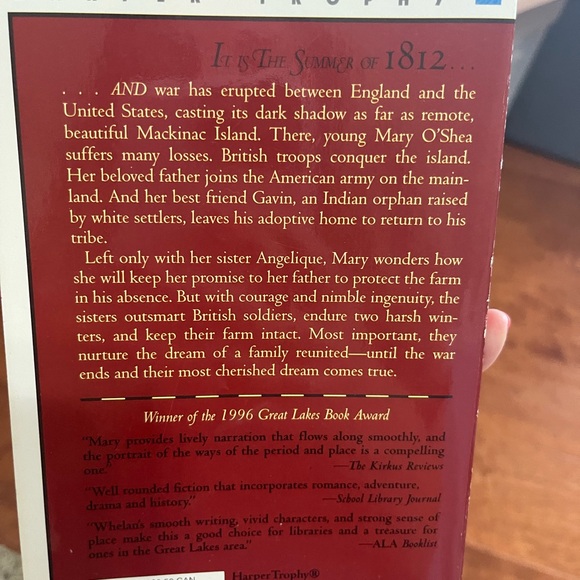 It is The Summer of 1812 . . .
. . . AND war has erupted between England and the
United States, casting its dark shadow as far as remote,
beautiful Mackinac Island. There, young Mary O'Shea
suffers many losses. British troops conquer the island.
Her beloved father joins the American army on the main-
land. And her best friend Gavin, an Indian orphan raised
by white settlers, leaves his adoptive home to return to his
tribe.
Left only with her sister Angelique, Mary wonders how
she will keep her promise to her father to protect the farm
in his absence. But with courage and nimble ingenuity, the
sisters outsmart British soldiers, endure two harsh win-
ters, and keep their farm intact. Most important, they
nurture the dream of a family reunited—until the war
ends and their most cherished dream comes true.
Winner of the 1996 Great Lakes Book Award
"Mary provides lively narration that flows along smoothly, and
the portrait of the ways of the period and place is a compelling
one." —The Kirkus Reviews
"Well rounded fiction that incorporates romance, adventure,
drama and history." —School Library Journal
"Whelan's smooth writing, vivid characters, and strong sense of
place make this a good choice for libraries and a treasure for
ones in the Great Lakes area." —ALA Booklist
HarperTrophy®